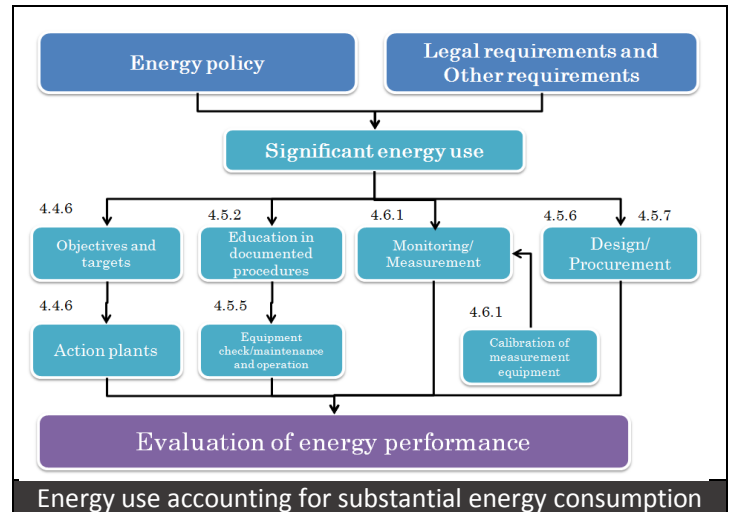 Energy policy
Legal requirements and
Other requirements
Significant energy use
4.4.6
4.5.2
4.6.1
4.5.6
4.5.7
Objectives and
targets
Education in
documented
procedures
Monitoring/
Measurement
Design/
Procurement
4.4.6
4.5.5
4.6.1
Action plants
Equipment
check/maintenance
and operation
Calibration of
measurement
equipment
Evaluation of energy performance
Energy use accounting for substantial energy consumption